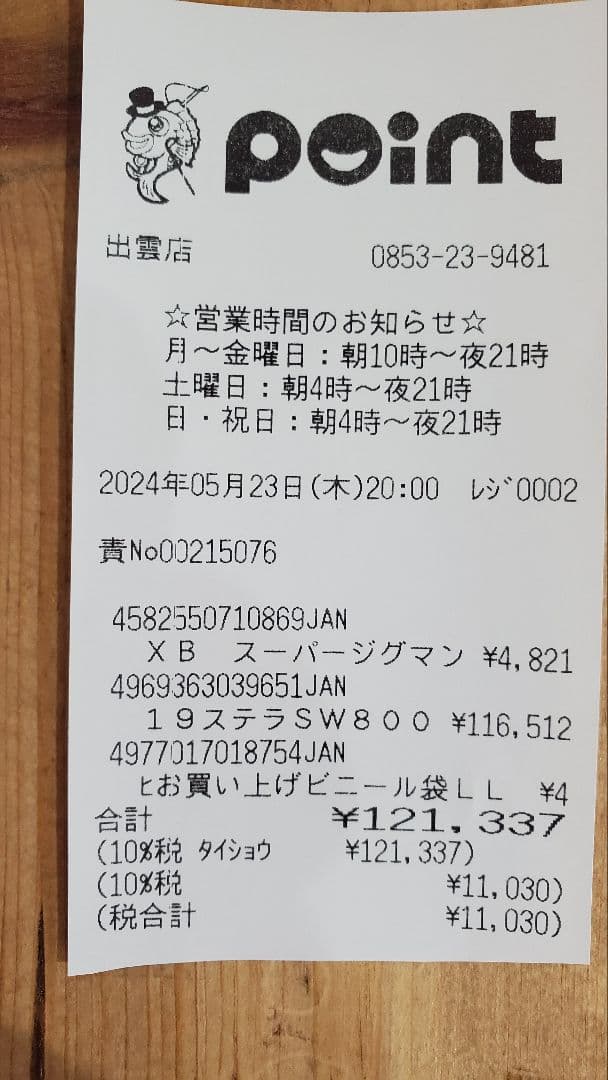 point
出雲店 0853-23-9481
☆営業時間のお知らせ☆
月～金曜日：朝10時～夜21時
土曜日：朝4時～夜21時
日・祝日：朝4時～夜21時
2024年05月23日(木)20:00 ﾚｼﾞ0002
責No00215076
4582550710869JAN
ＸＢ　スーパージグマン ¥4,821
4969363039651JAN
１９ステラＳＷ８００ ¥116,512
4977017018754JAN
ﾋお買い上げビニール袋ＬＬ ¥4
合計 ¥121,337
(10%税 ﾀｲｼｮｳ ¥121,337)
(10%税 ¥11,030)
(税合計 ¥11,030)